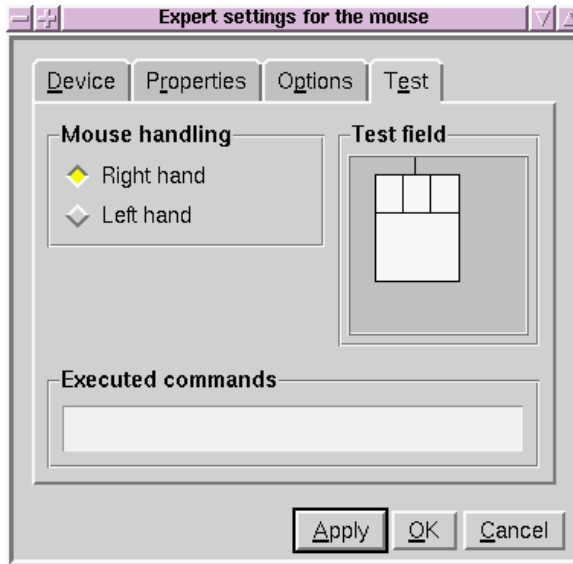 Expert settings for the mouse
Device Properties Options Test
Mouse handling
Right hand
Left hand
Test field
Executed commands
Apply OK Cancel